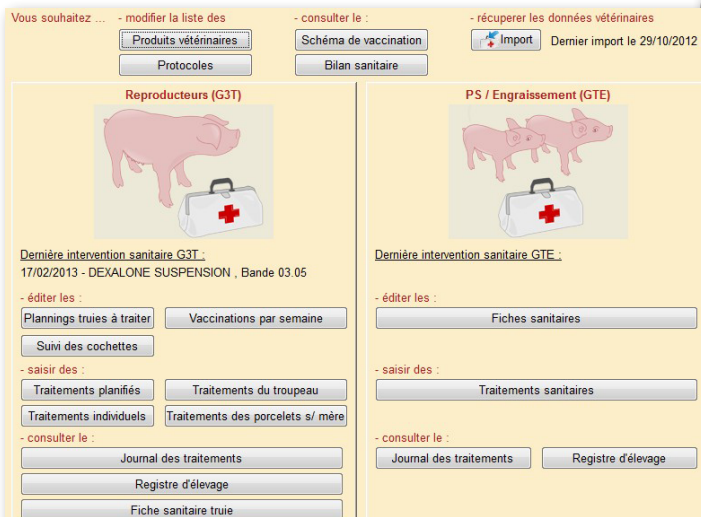 Vous souhaitez ... - modifier la liste des - consulter le : - récuperer les données vétérinaires
Produits vétérinaires Schéma de vaccination Import Dernier import le 29/10/2012
Protocoles Bilan sanitaire
Reproducteurs (G3T)
Dernière intervention sanitaire G3T :
17/02/2013 - DEXALONE SUSPENSION , Bande 03.05
- éditer les :
Plannings truies à traiter Vaccinations par semaine
Suivi des cochettes
- saisir des :
Traitements planifiés Traitements du troupeau
Traitements individuels Traitements des porcelets s/ mère
- consulter le :
Journal des traitements
Registre d'élevage
Fiche sanitaire truie
PS / Engraissement (GTE)
Dernière intervention sanitaire GTE :
- éditer les :
Fiches sanitaires
- saisir des :
Traitements sanitaires
- consulter le :
Journal des traitements Registre d'élevage